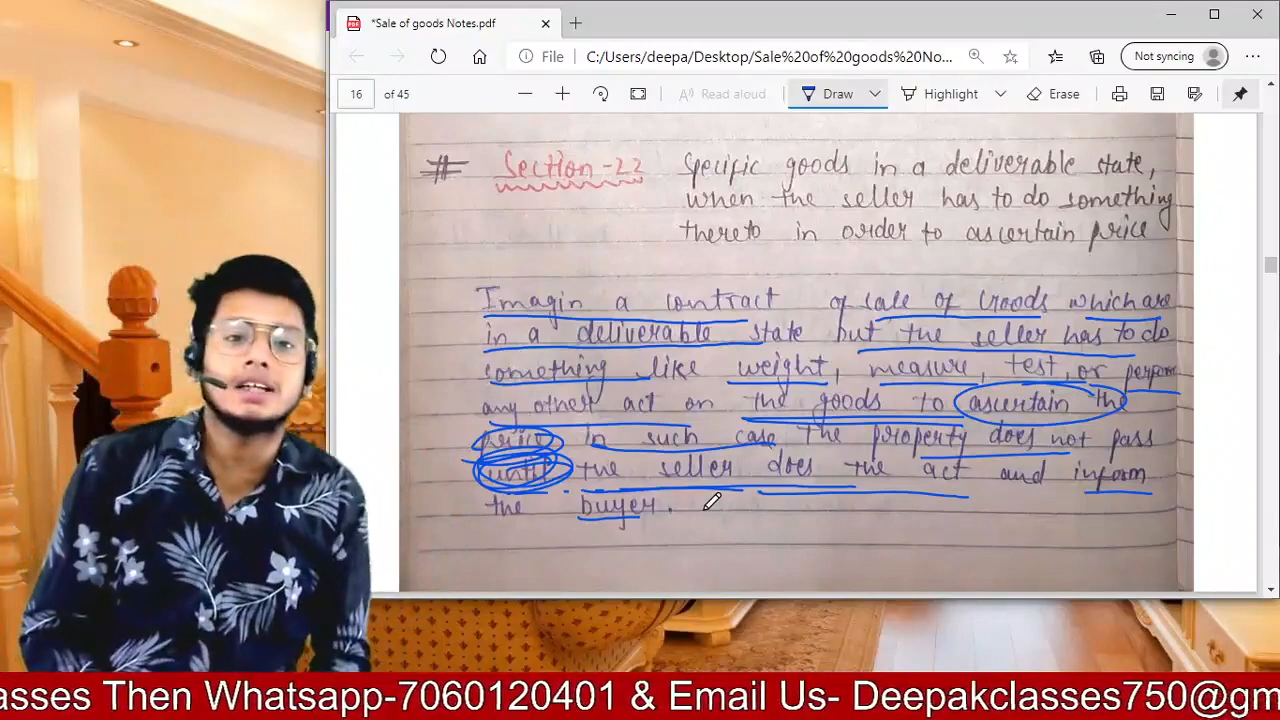 *Sale of goods Notes.pdf
File
C:/Users/deepa/Desktop/Sale%20of%20goods%20No...
Not syncing
16 of 45
Read aloud
Draw
Highlight
Erase
# Section-22 Specific goods in a deliverable state,
when the seller has to do something
thereto in order to ascertain price
Imagin a contract of sale of Goods which are
in a deliverable state but the seller has to do
something like weight, measure, test, or perform
any other act on the goods to ascertain the
price in such case the property does not pass
until the seller does the act and inform
the buyer.
asses Then Whatsapp-7060120401 & Email Us- Deepakclasses750@gm